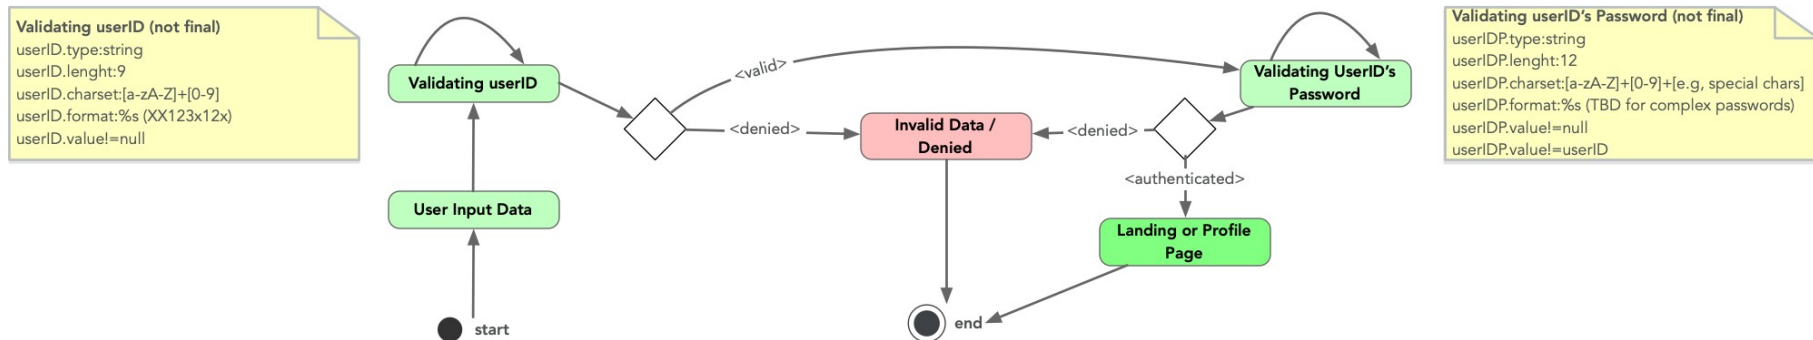 Validating userID (not final)
userID.type:string
userID.lenght:9
userID.charset:[a-zA-Z]+[0-9]
userID.format:%s (XX123x12x)
userID.value!=null
Validating userID
<valid>
<denied>
Invalid Data /
Denied
<denied>
Validating UserID's
Password
<authenticated>
User Input Data
Landing or Profile
Page
start
end
Validating userID’s Password (not final)
userIDP.type:string
userIDP.lenght:12
userIDP.charset:[a-zA-Z]+[0-9]+[e.g, special chars]
userIDP.format:%s (TBD for complex passwords)
userIDP.value!=null
userIDP.value!=userID